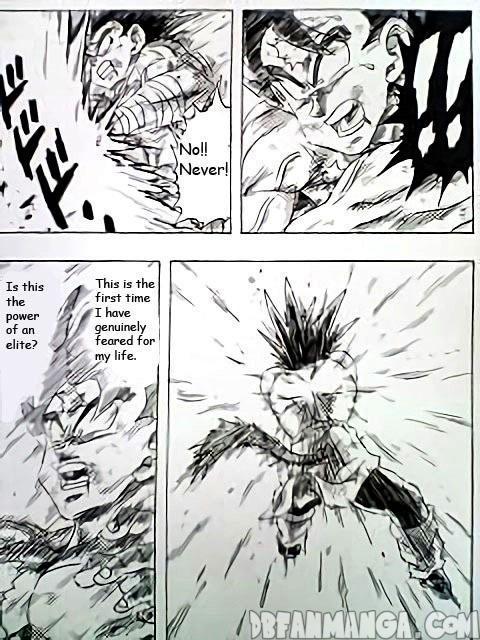 No!!
Never!
Is this
the
power
of an
elite?
This is the
first time
I have
genuinely
feared for
my life.
DBFANMANGA.COM